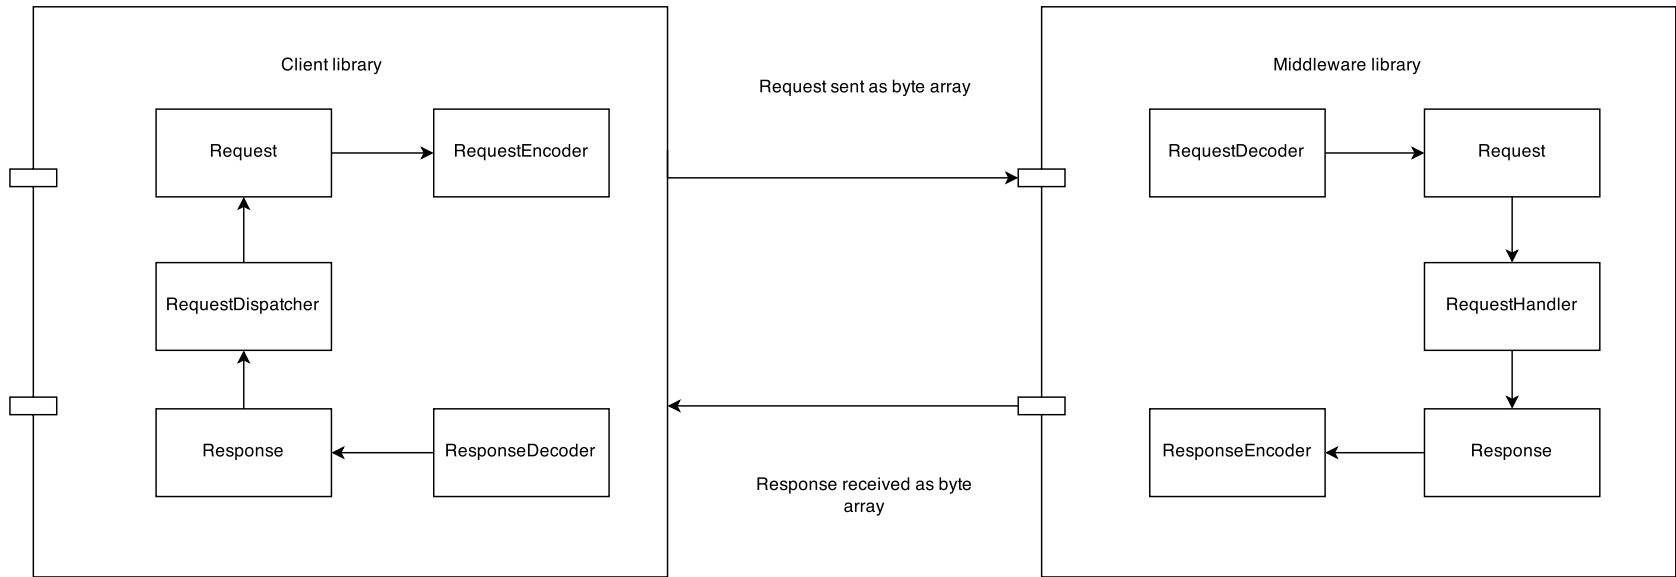 Client library
Request
RequestEncoder
RequestDispatcher
Response
ResponseDecoder
Request sent as byte array
Response received as byte
array
Middleware library
RequestDecoder
Request
RequestHandler
ResponseEncoder
Response